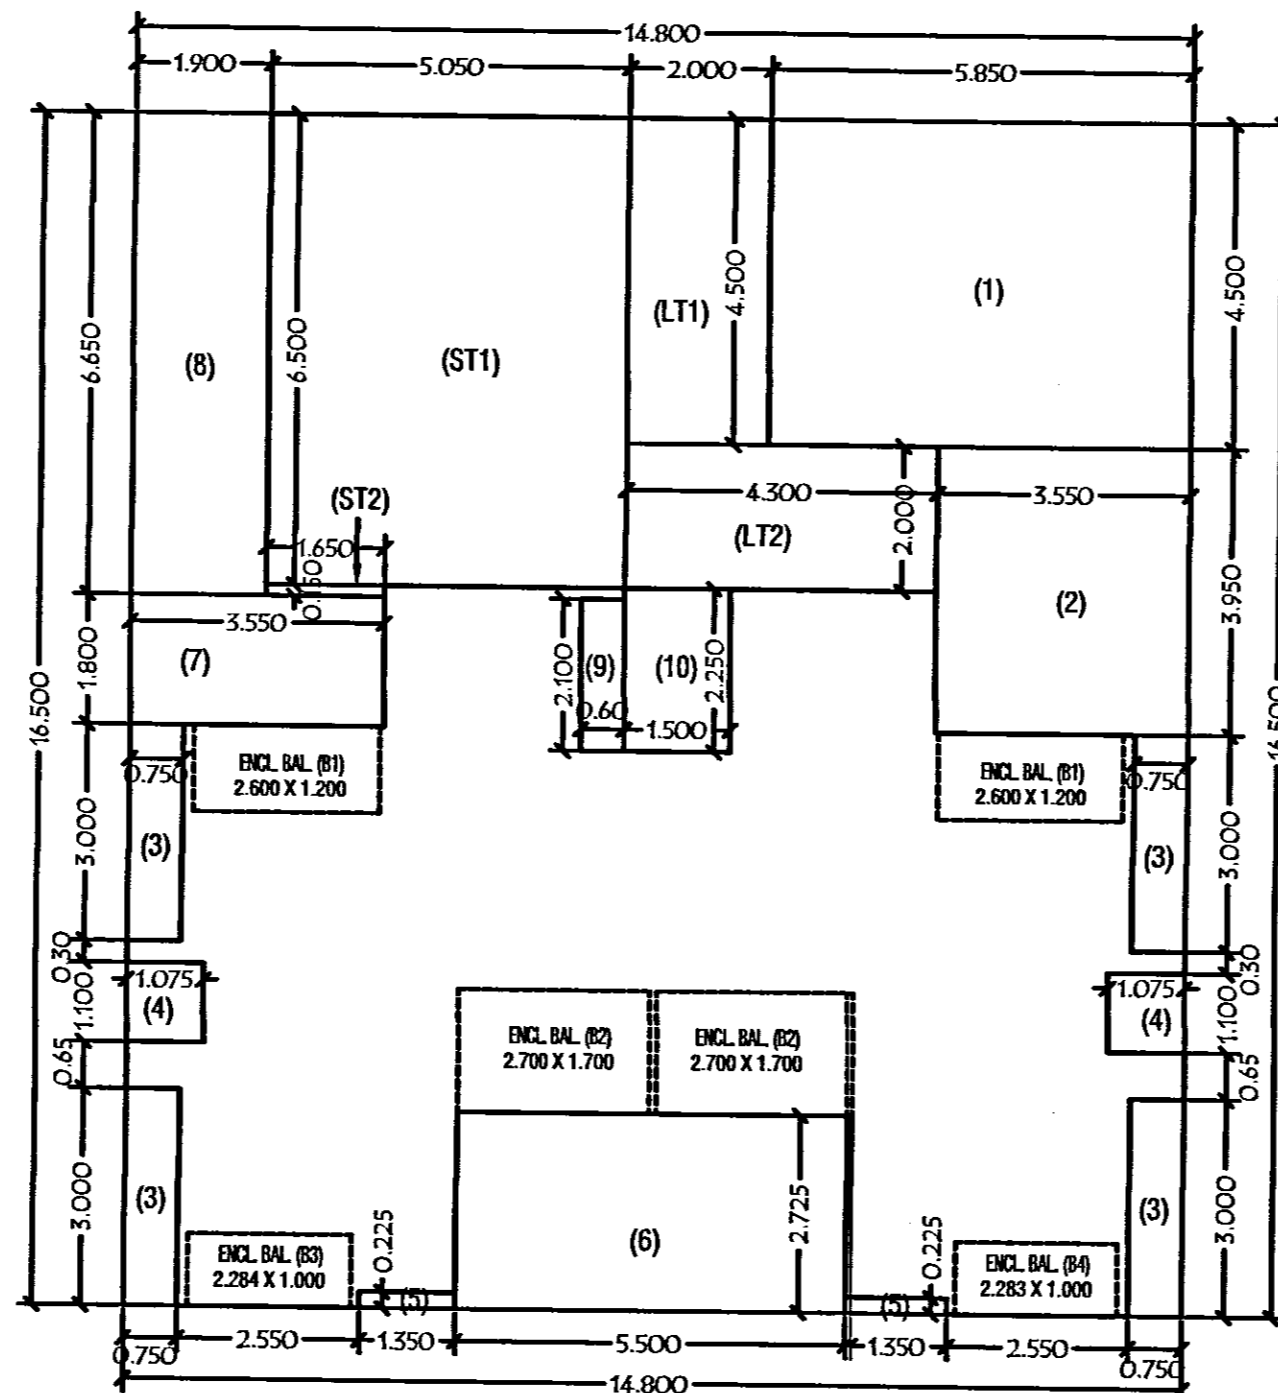 14.800
1.900 5.050 2.000 5.850
16.500
6.650
6.500
4.500
4.500
16.500
(8)
(ST1)
(LT1)
(1)
(ST2)
1.650
4.300
3.550
2.000
(LT2)
3.550
(7)
1.800
2.100
(9)
0.60
(10)
1.500
2.250
(2)
3.950
0.750
ENCL. BAL. (B1)
2.600 X 1.200
ENCL. BAL. (B1)
2.600 X 1.200
0.750
3.000
(3)
(3)
3.000
0.30
1.075
(4)
1.100
0.65
1.075
(4)
0.30
1.100
0.65
ENCL. BAL. (B2)
2.700 X 1.700
ENCL. BAL. (B2)
2.700 X 1.700
3.000
(3)
ENCL. BAL. (B3)
2.284 X 1.000
0.225
(5)
(6)
2.725
0.225
(5)
ENCL. BAL. (B4)
2.283 X 1.000
(3)
3.000
0.750 2.550 1.350 5.500 1.350 2.550 0.750
14.800